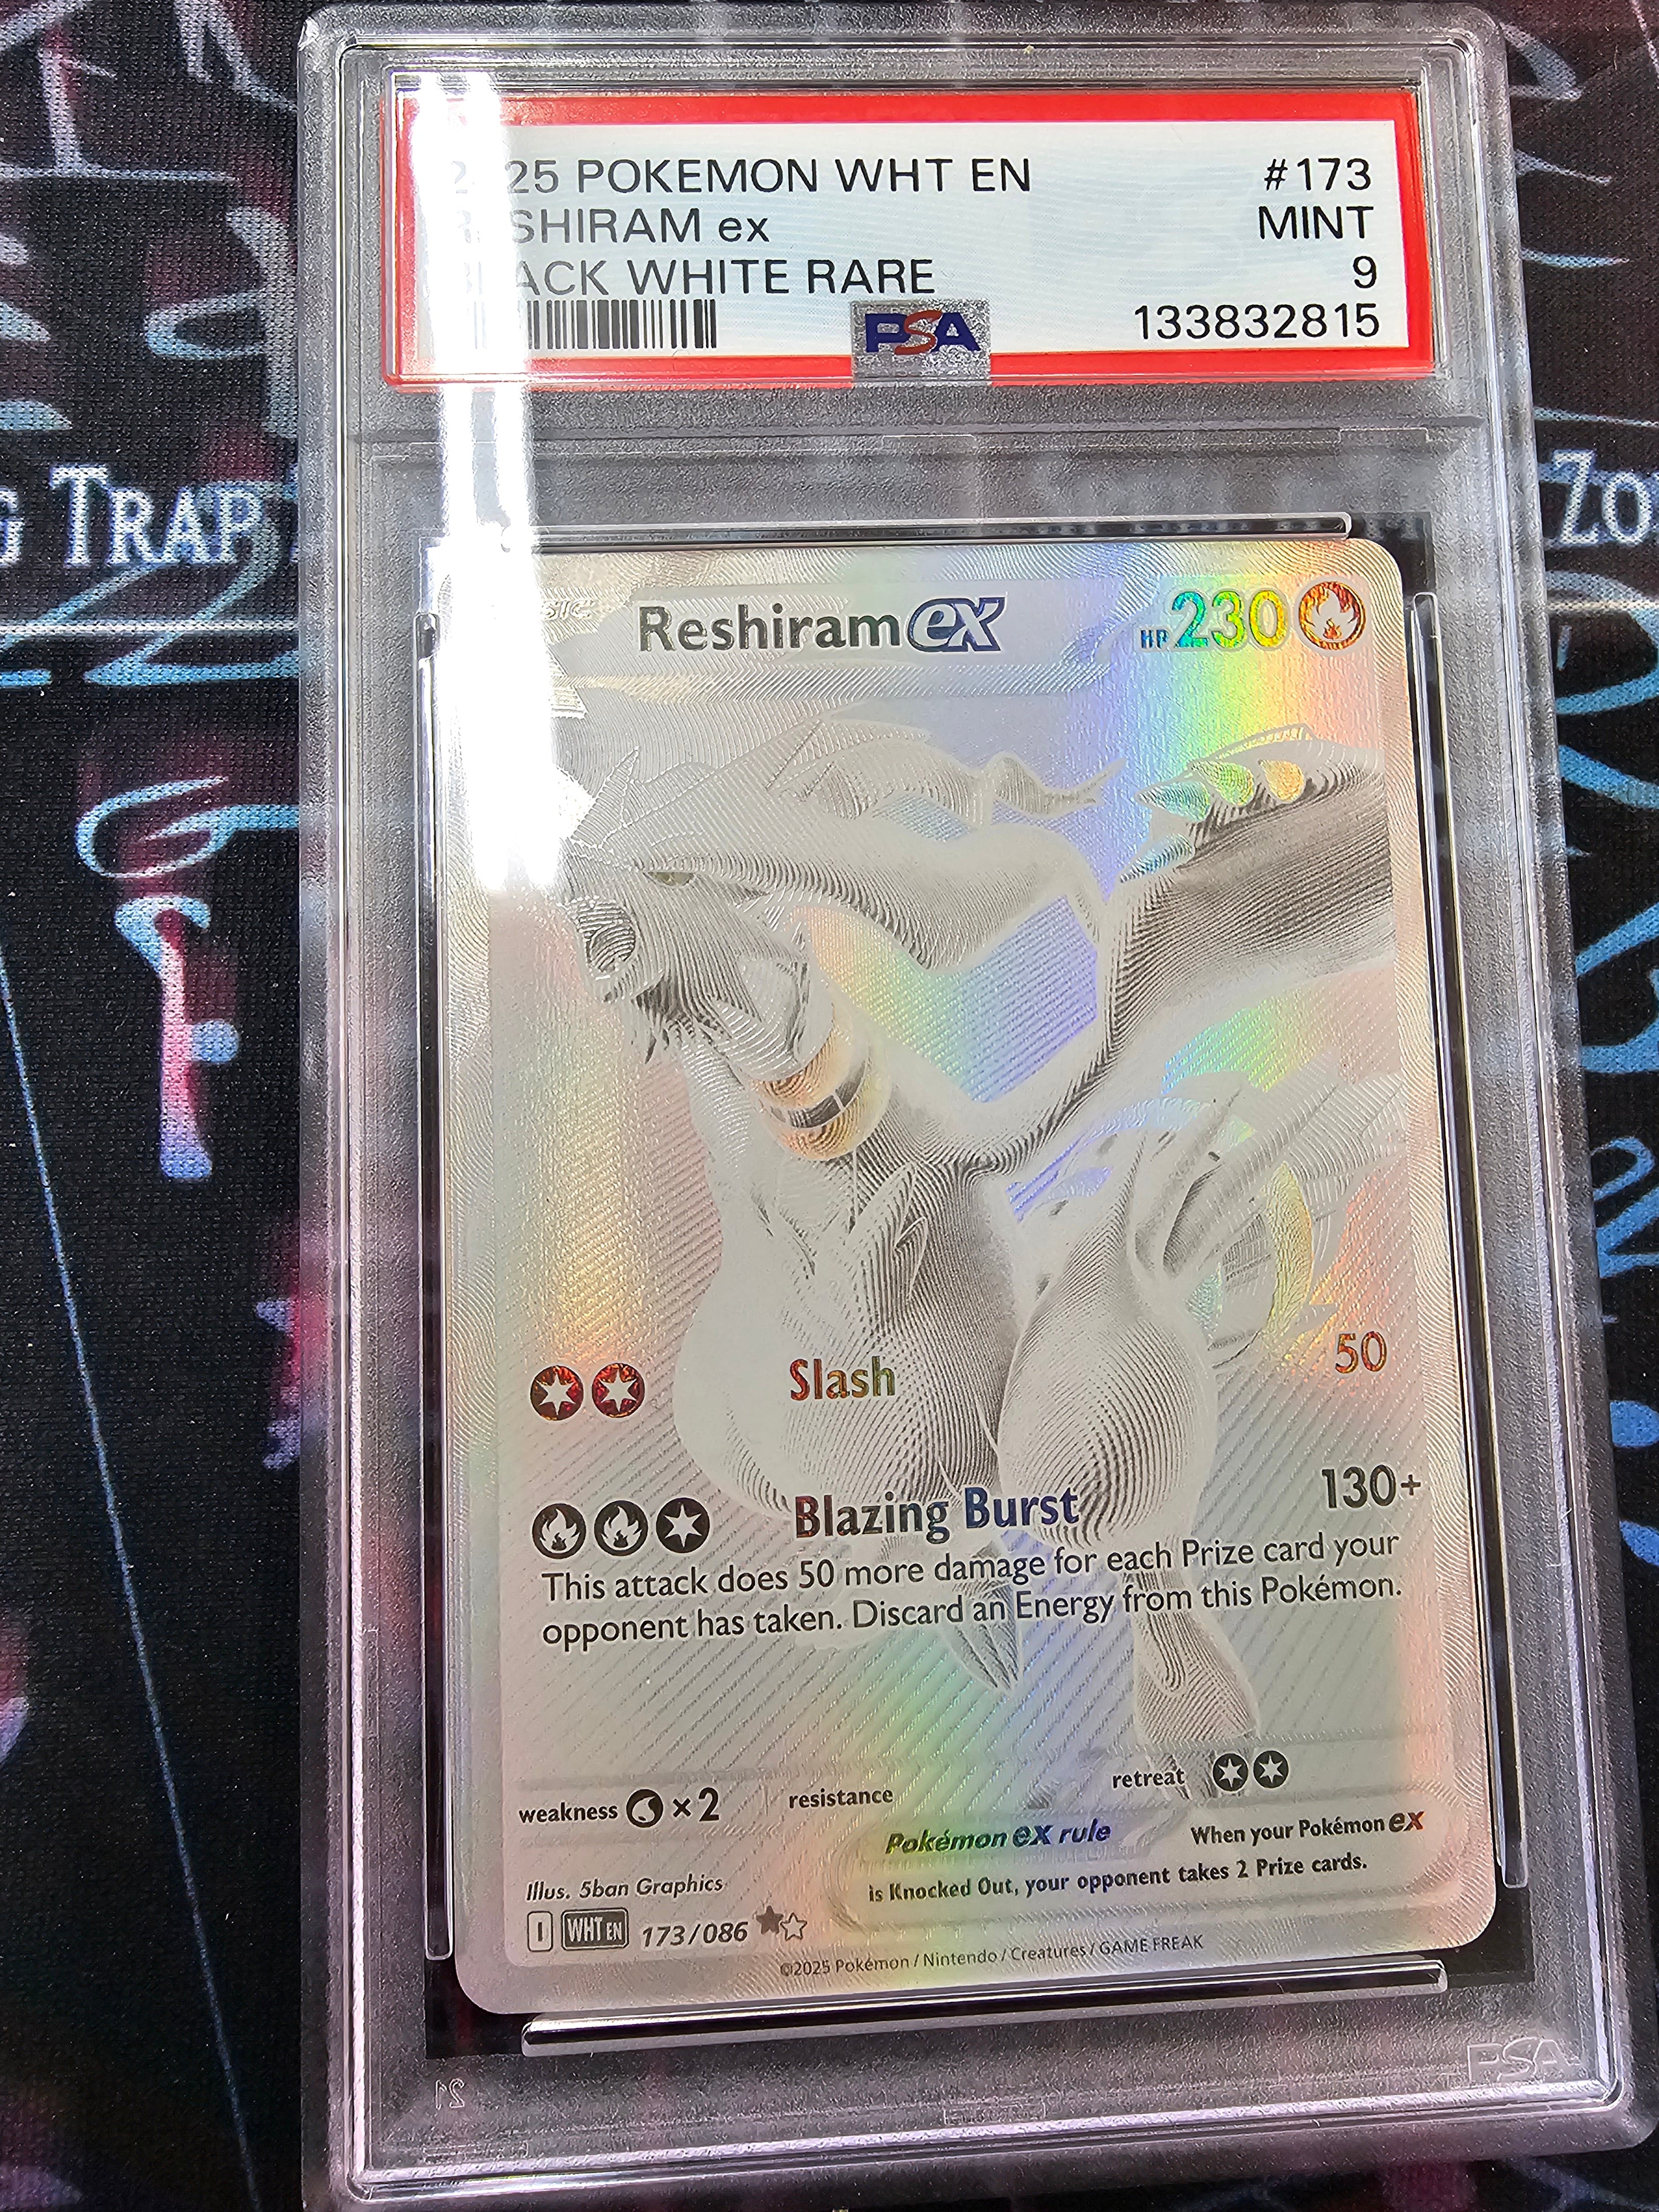 25 POKEMON WHT EN #173
SHIRAM ex MINT
ACK WHITE RARE 9
PSA 133832815
TRAP
Reshiram ex HP 230
Slash 50
Blazing Burst 130+
This attack does 50 more damage for each Prize card your
opponent has taken. Discard an Energy from this Pokémon.
weakness ×2 resistance retreat
Pokémon ex rule When your Pokémon ex
is Knocked Out, your opponent takes 2 Prize cards.
Illus. 5ban Graphics
I WHT EN 173/086
©2025 Pokémon / Nintendo / Creatures / GAME FREAK
PSA